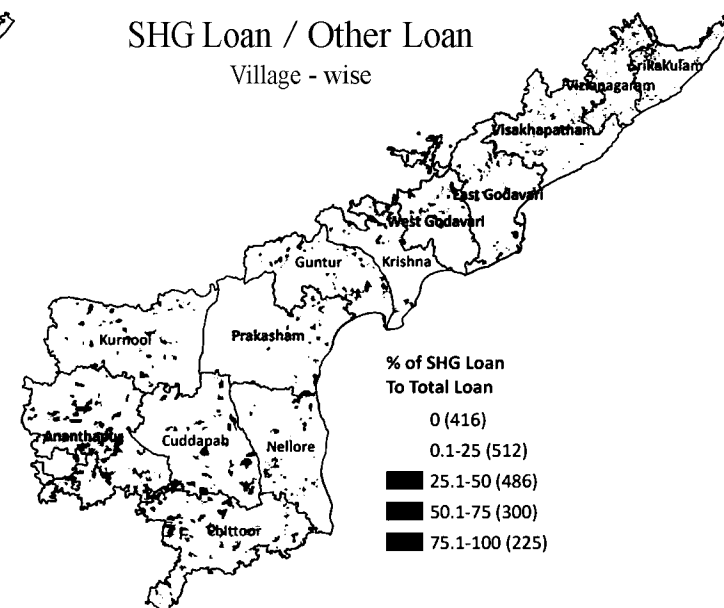 SHG Loan / Other Loan
Village - wise
Srikakulam
Vizianagaram
Visakhapatnam
East Godavari
West Godavari
Guntur
Krishna
Kurnool
Prakasham
Ananthapur
Cuddapah
Nellore
Chittoor
% of SHG Loan
To Total Loan
0 (416)
0.1-25 (512)
25.1-50 (486)
50.1-75 (300)
75.1-100 (225)